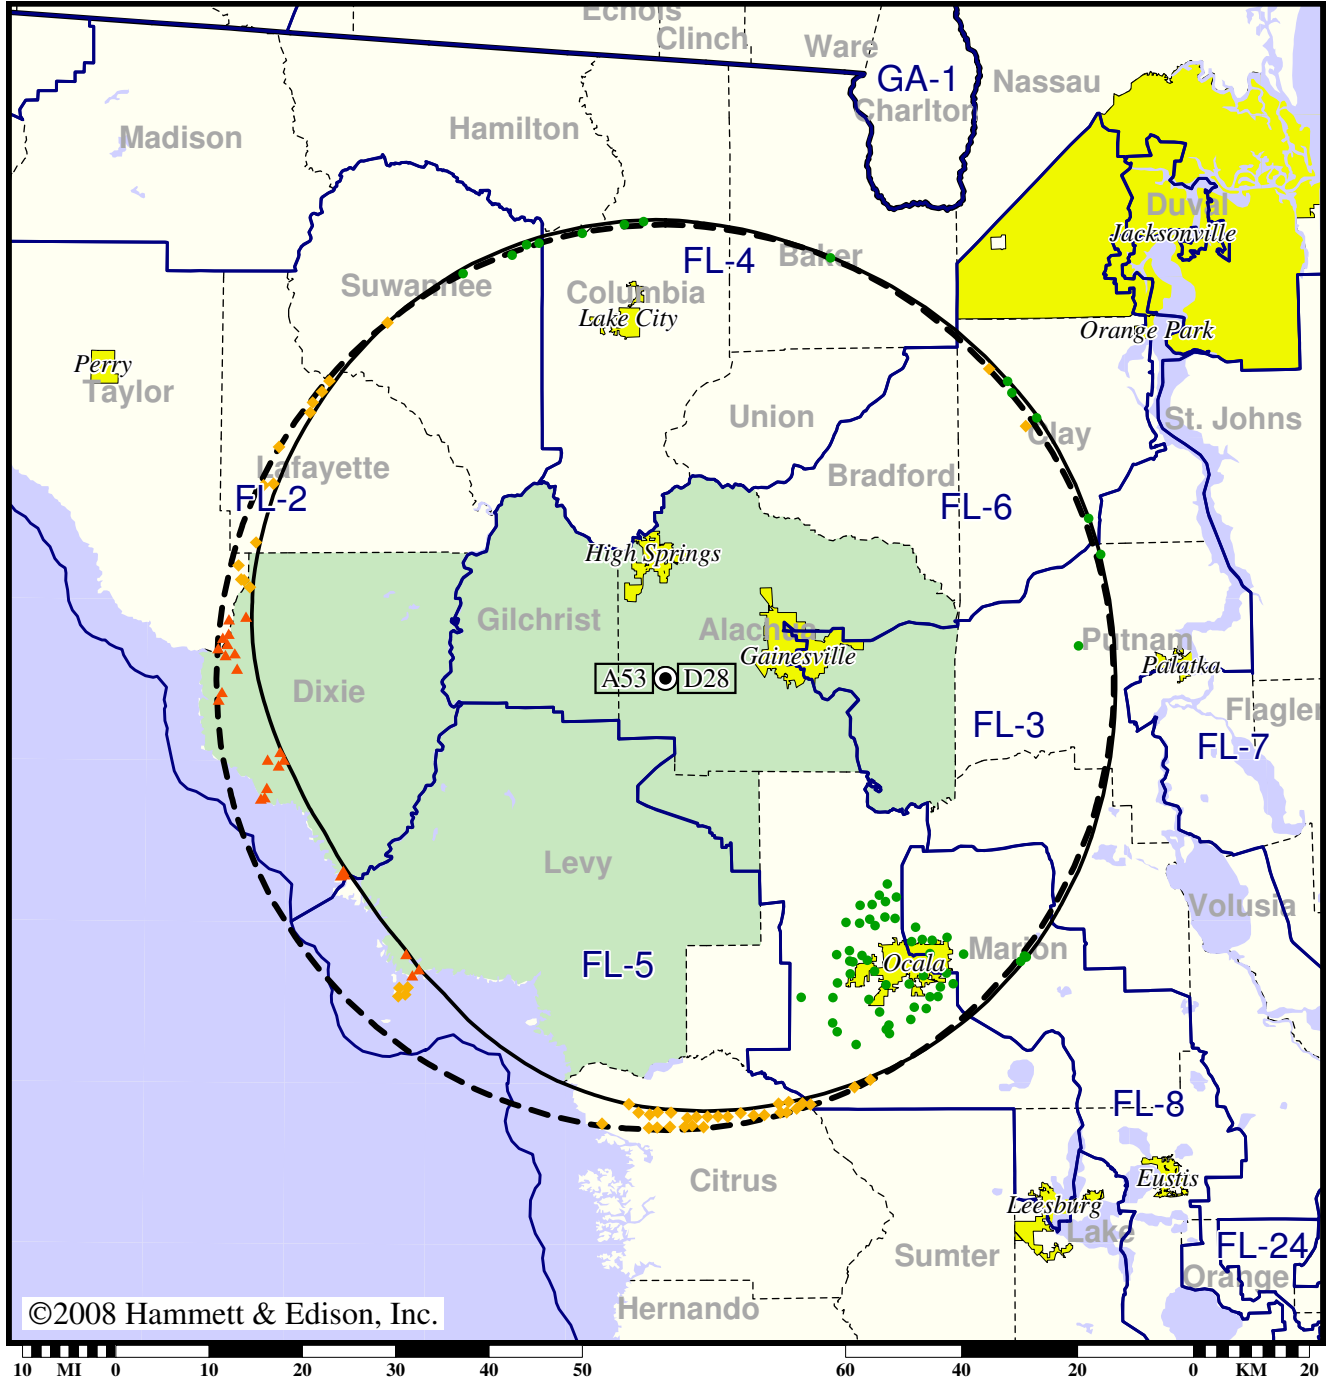 Echols
Clinch
Ware
GA-1
Nassau
Charlton
Madison
Hamilton
Duval
Jacksonville
FL-4
Baker
Suwannee
Columbia
Lake City
Orange Park
Perry
Taylor
Union
St. Johns
Clay
Lafayette
Bradford
FL-2
FL-6
High Springs
Gilchrist
Alachua
Putnam
Gainesville
Palatka
A53
D28
Dixie
Flagler
FL-3
FL-7
Levy
Volusia
Marion
FL-5
Ocala
FL-8
Citrus
Eustis
Leesburg
Lake
Sumter
FL-24
Orange
Hernando
©2008 Hammett & Edison, Inc.
10 MI 0 10 20 30 40 50 60 40 20 0 KM 20